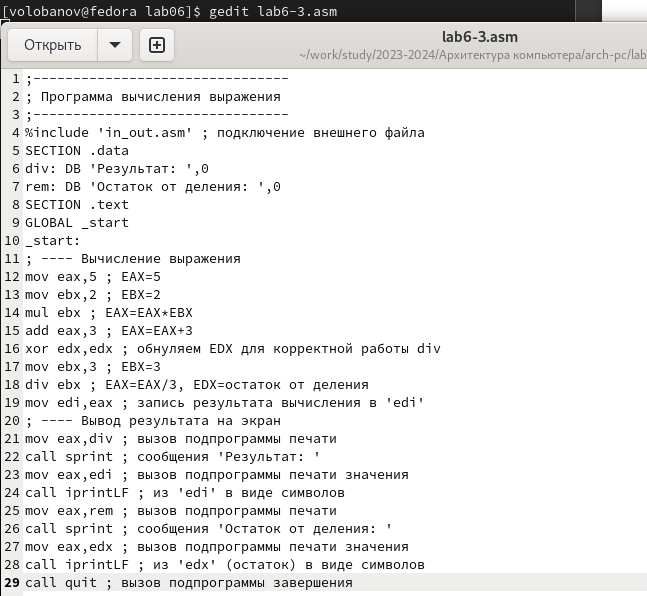 [volobanov@fedora lab06]$ gedit lab6-3.asm
Открыть
lab6-3.asm
~/work/study/2023-2024/Архитектура компьютера/arch-pc/lab
1 ;--------------------------------
2 ; Программа вычисления выражения
3 ;--------------------------------
4 %include 'in_out.asm' ; подключение внешнего файла
5 SECTION .data
6 div: DB 'Результат: ',0
7 rem: DB 'Остаток от деления: ',0
8 SECTION .text
9 GLOBAL _start
10 _start:
11 ; ---- Вычисление выражения
12 mov eax,5 ; EAX=5
13 mov ebx,2 ; EBX=2
14 mul ebx ; EAX=EAX*EBX
15 add eax,3 ; EAX=EAX+3
16 xor edx,edx ; обнуляем EDX для корректной работы div
17 mov ebx,3 ; EBX=3
18 div ebx ; EAX=EAX/3, EDX=остаток от деления
19 mov edi,eax ; запись результата вычисления в 'edi'
20 ; ---- Вывод результата на экран
21 mov eax,div ; вызов подпрограммы печати
22 call sprint ; сообщения 'Результат: '
23 mov eax,edi ; вызов подпрограммы печати значения
24 call iprintLF ; из 'edi' в виде символов
25 mov eax,rem ; вызов подпрограммы печати
26 call sprint ; сообщения 'Остаток от деления: '
27 mov eax,edx ; вызов подпрограммы печати значения
28 call iprintLF ; из 'edx' (остаток) в виде символов
29 call quit ; вызов подпрограммы завершения